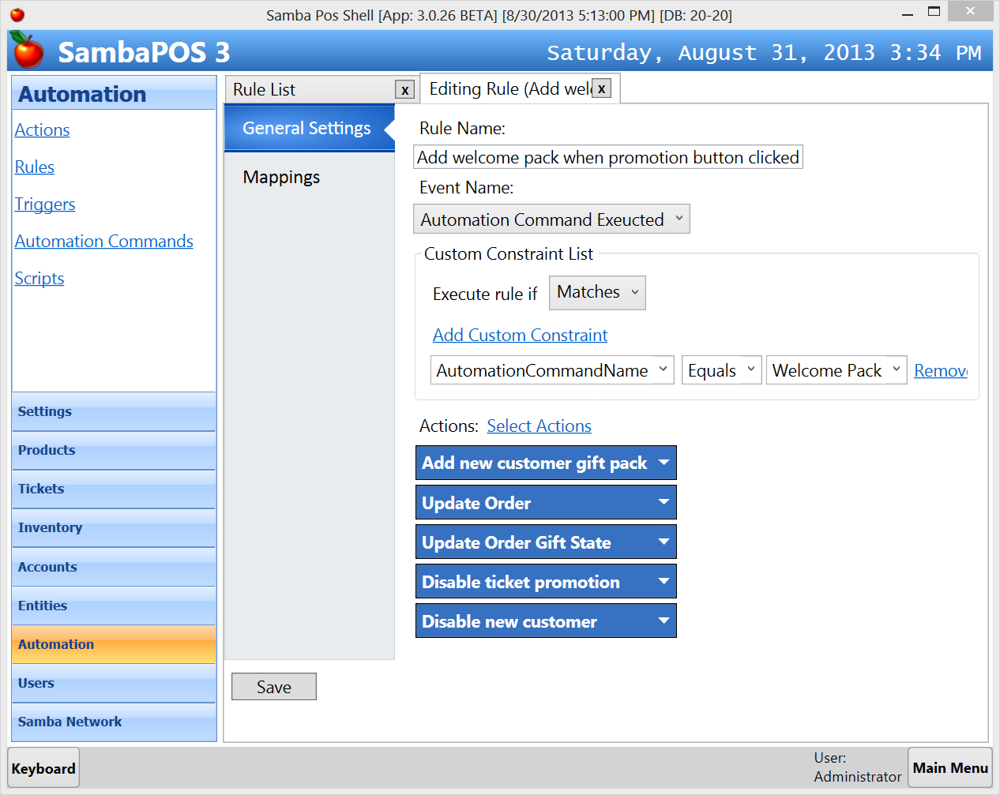 Samba Pos Shell [App: 3.0.26 BETA] [8/30/2013 5:13:00 PM] [DB: 20-20]
SambaPOS 3
Saturday, August 31, 2013 3:34 PM
Automation
Actions
Rules
Triggers
Automation Commands
Scripts
Settings
Products
Tickets
Inventory
Accounts
Entities
Automation
Users
Samba Network
Rule List x
Editing Rule (Add wel x
General Settings
Mappings
Rule Name:
Add welcome pack when promotion button clicked
Event Name:
Automation Command Exeucted
Custom Constraint List
Execute rule if Matches
Add Custom Constraint
AutomationCommandName Equals Welcome Pack Remove
Actions: Select Actions
Add new customer gift pack
Update Order
Update Order Gift State
Disable ticket promotion
Disable new customer
Save
Keyboard
User:
Administrator
Main Menu